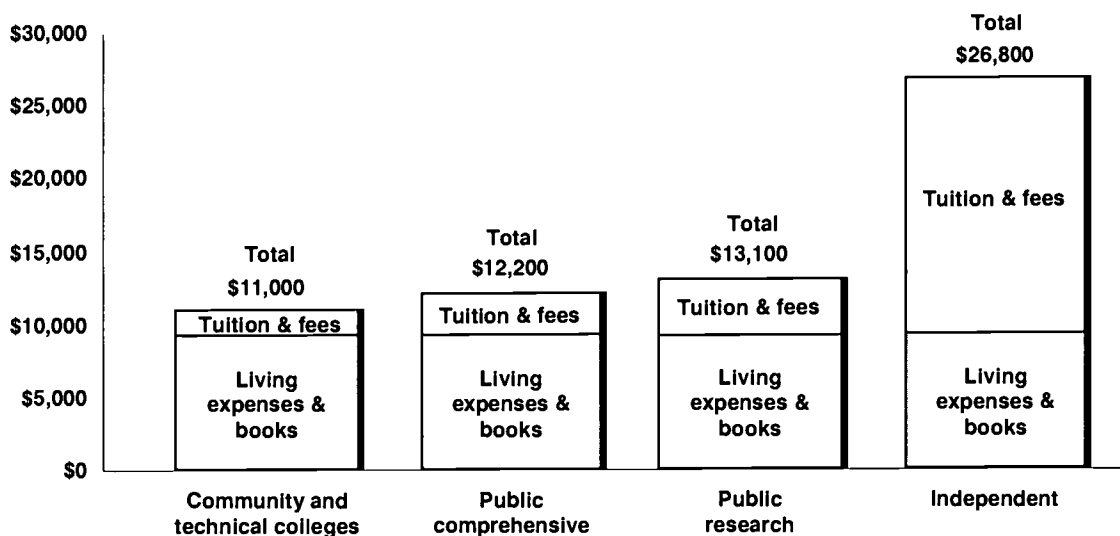 $30,000
$25,000
$20,000
$15,000
$10,000
$5,000
$0
Total
$11,000
Tuition & fees
Living
expenses &
books
Community and
technical colleges
Total
$12,200
Tuition & fees
Living
expenses &
books
Public
comprehensive
Total
$13,100
Tuition & fees
Living
expenses &
books
Public
research
Total
$26,800
Tuition & fees
Living
expenses &
books
Independent